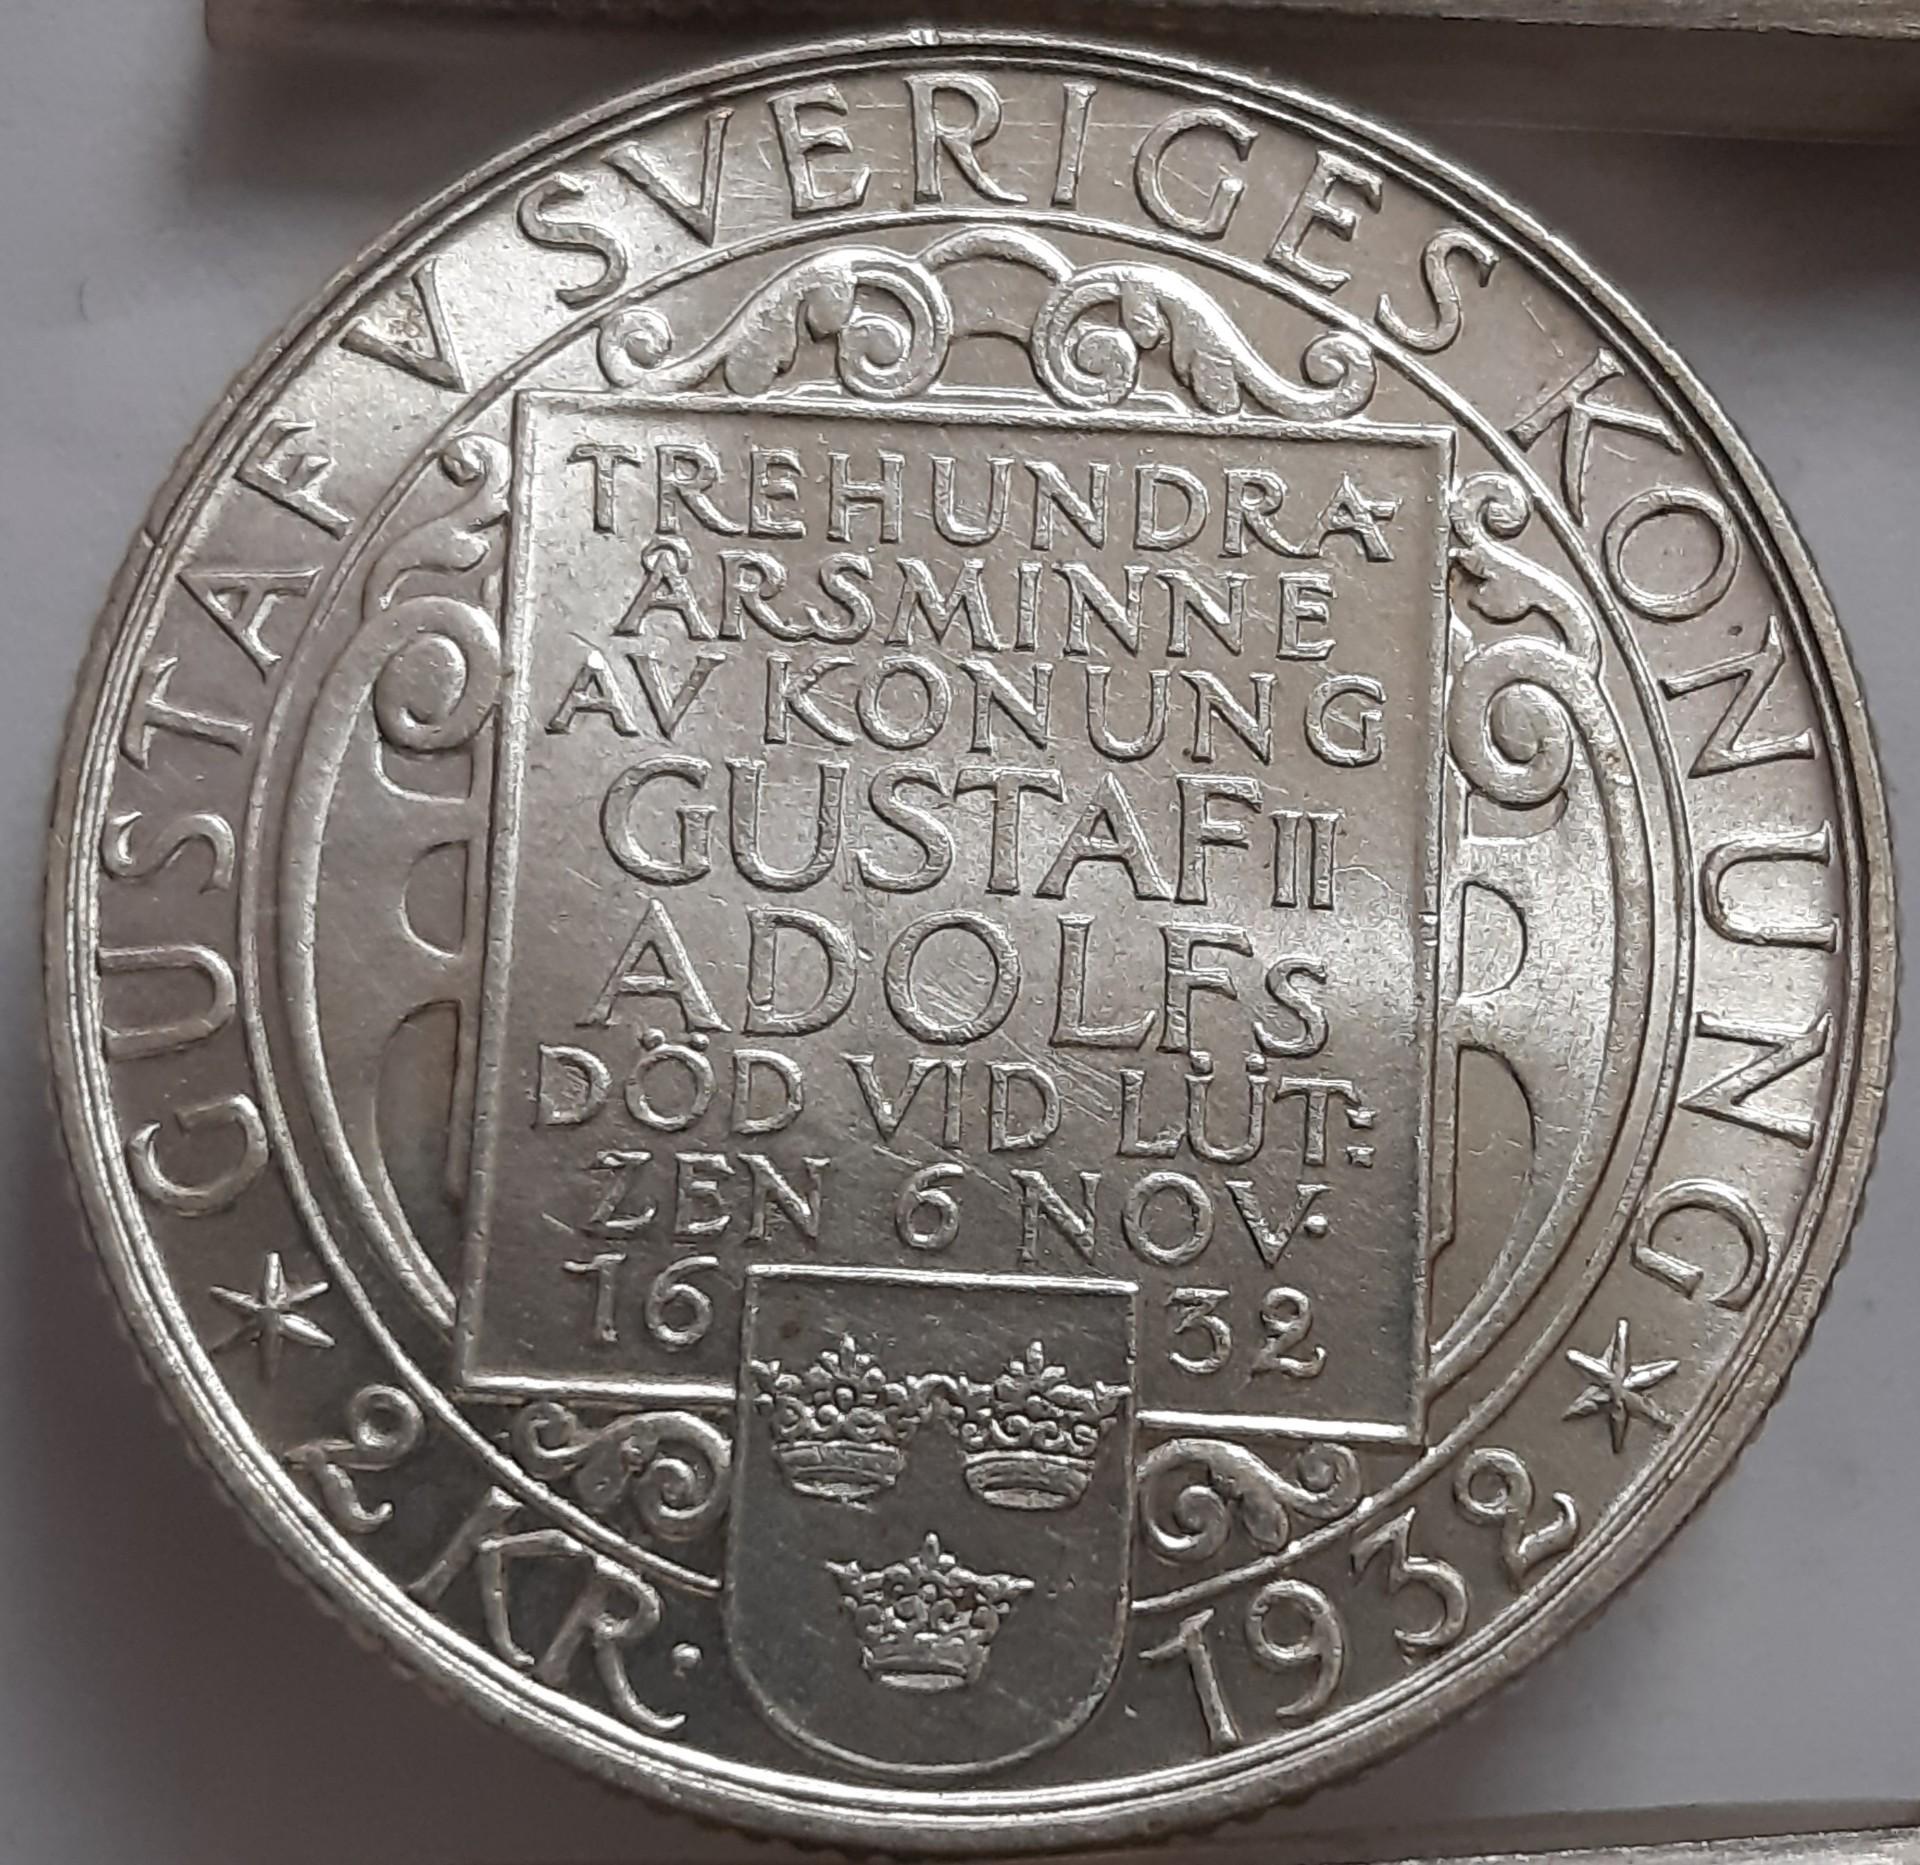 GUSTAF V SVERIGES KONUNG
TREHUNDRA
ÅRSMINNE
AV KONUNG
GUSTAF II
ADOLFS
DÖD VID LÜT:
ZEN 6 NOV.
16 32
2 KR. 1932